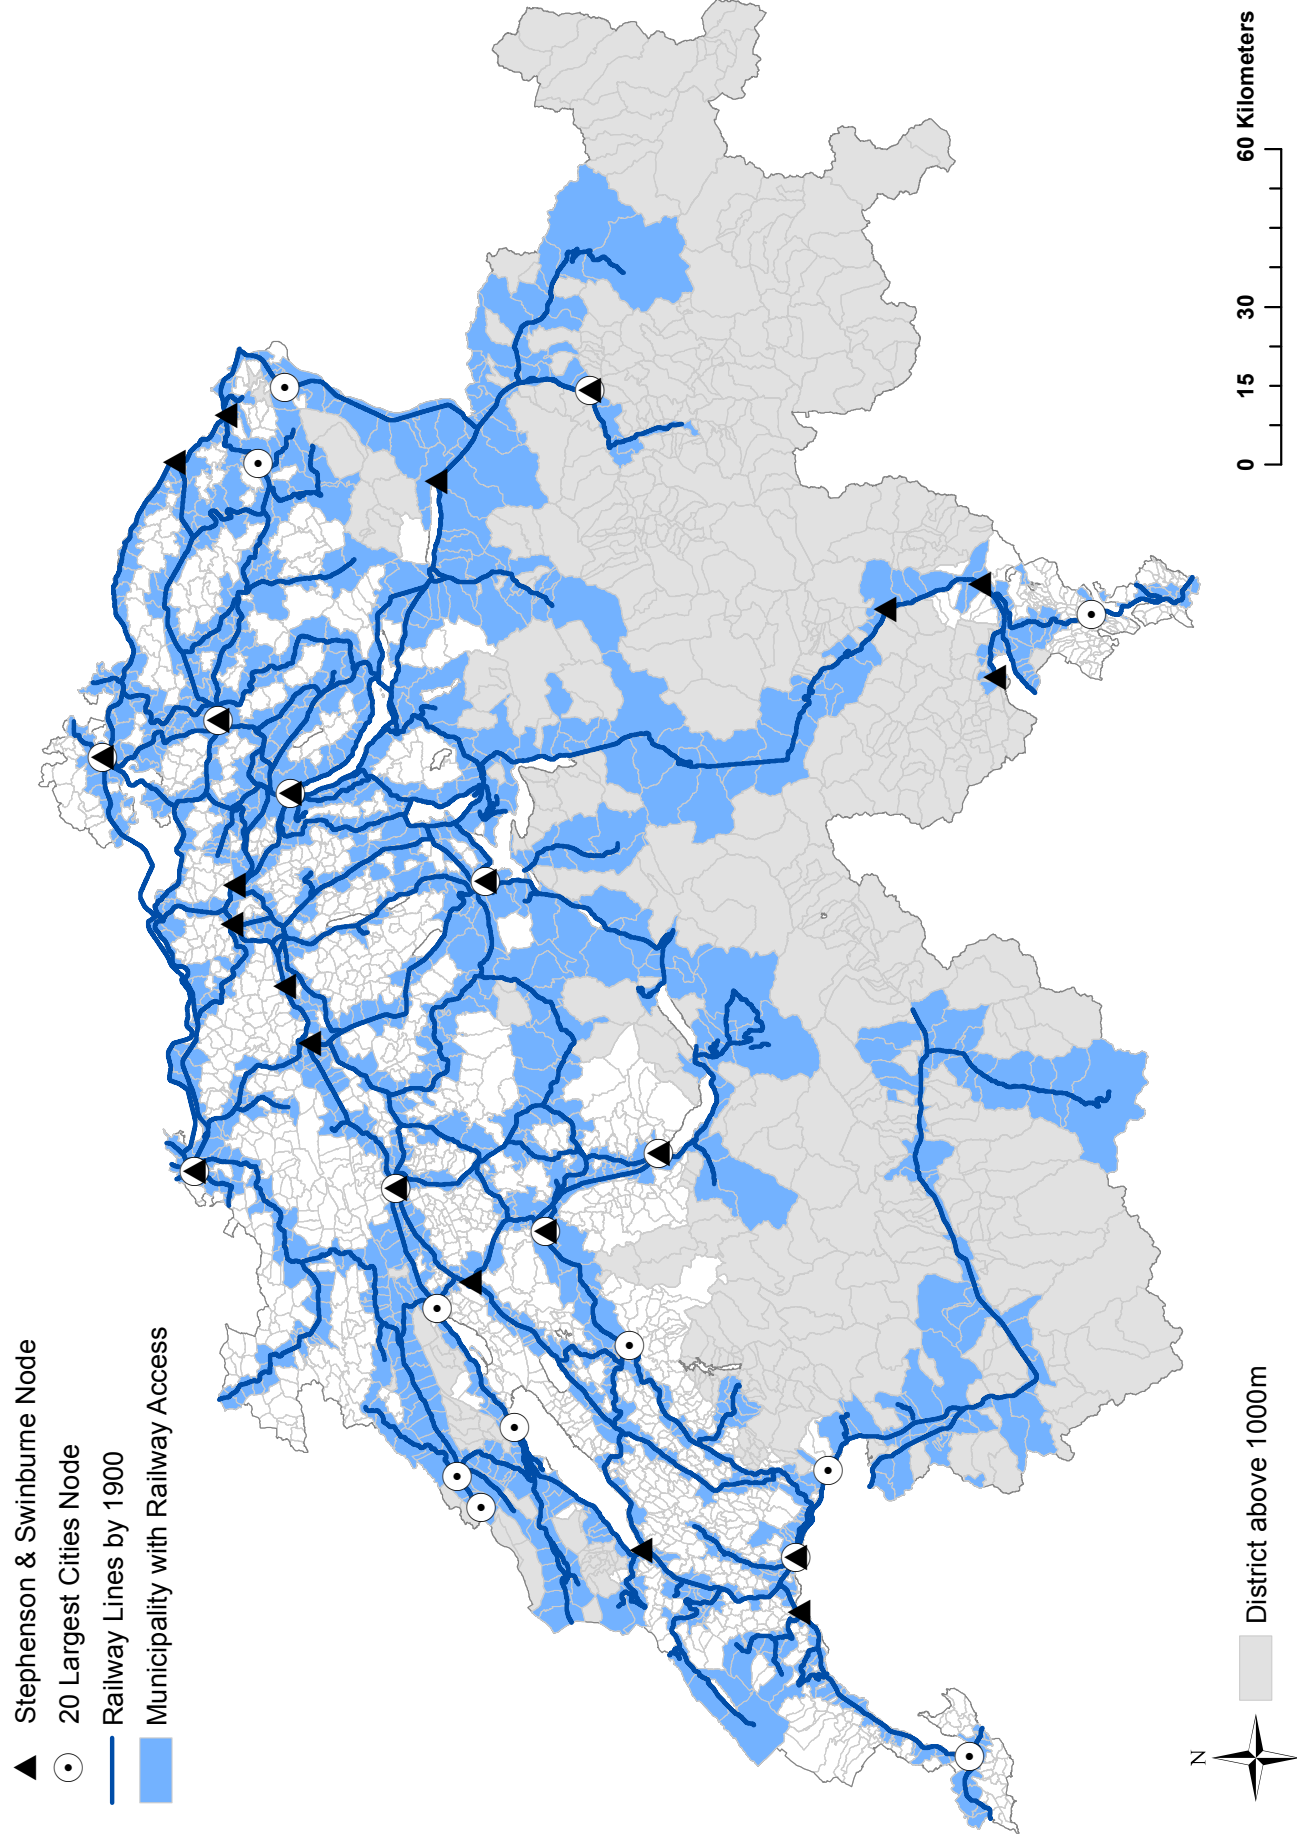 Stephenson & Swinburne Node
20 Largest Cities Node
Railway Lines by 1900
Municipality with Railway Access
N
District above 1000m
0 15 30 60 Kilometers